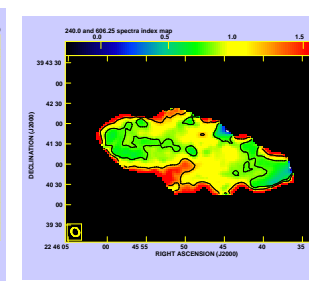 240.0 and 606.25 spectra index map
0.0 0.5 1.0 1.5
39 43 30
00
42 30
00
41 30
00
40 30
00
39 30
DECLINATION (J2000)
22 46 05 00 45 55 50 45 40 35
RIGHT ASCENSION (J2000)